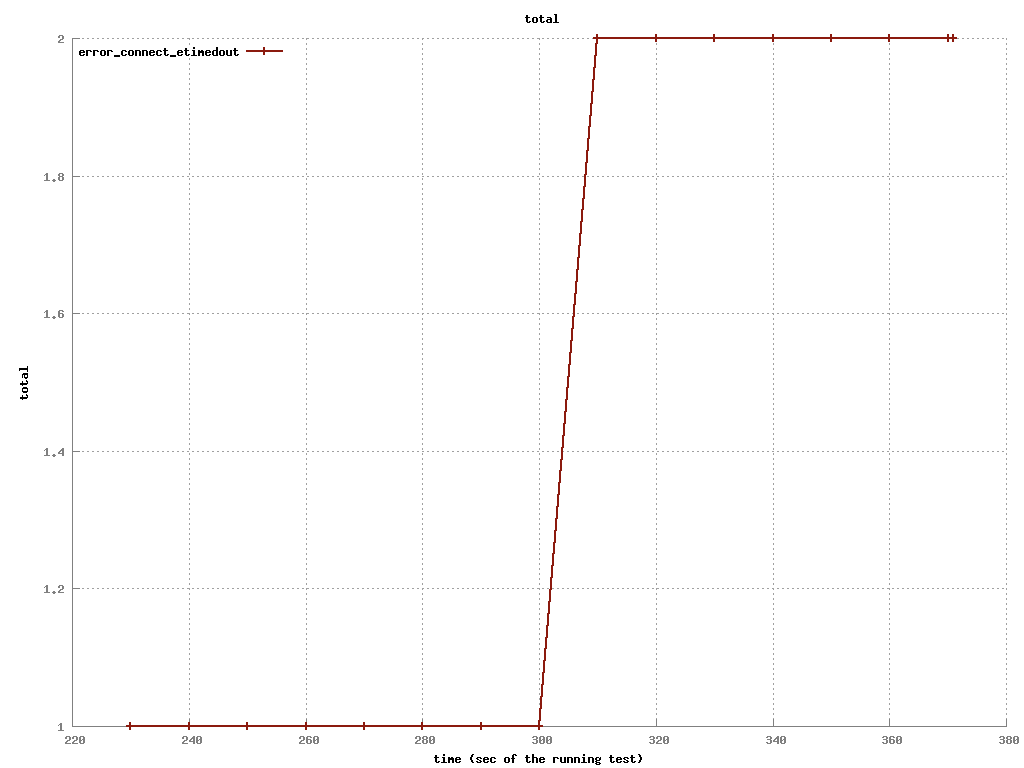 total
error_connect_etimedout
2
1.8
1.6
1.4
1.2
1
total
220 240 260 280 300 320 340 360 380
time (sec of the running test)